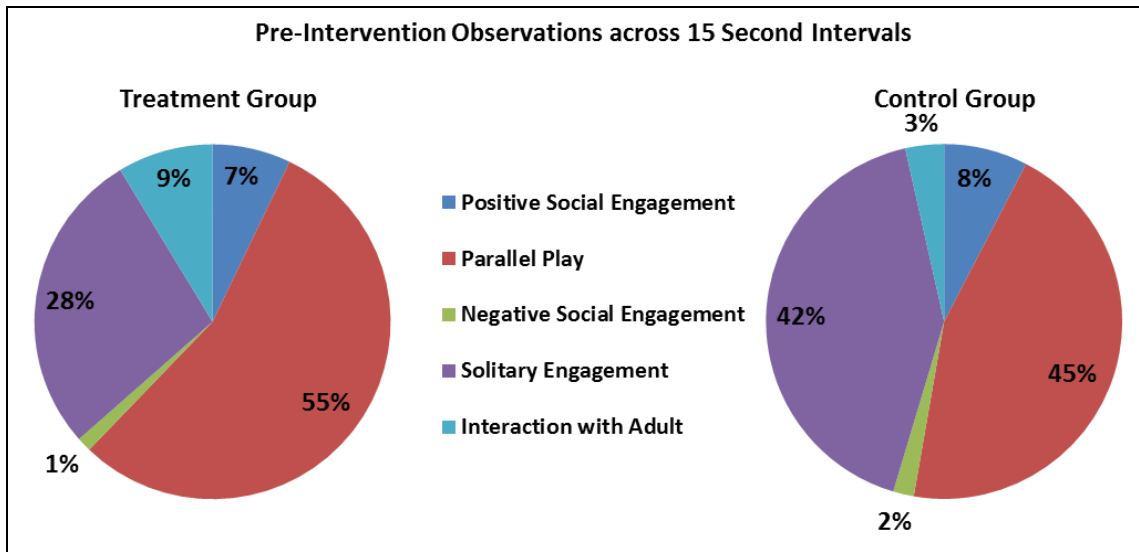 Pre-Intervention Observations across 15 Second Intervals
Treatment Group
9%
7%
28%
55%
1%
Positive Social Engagement
Parallel Play
Negative Social Engagement
Solitary Engagement
Interaction with Adult
Control Group
3%
8%
42%
45%
2%